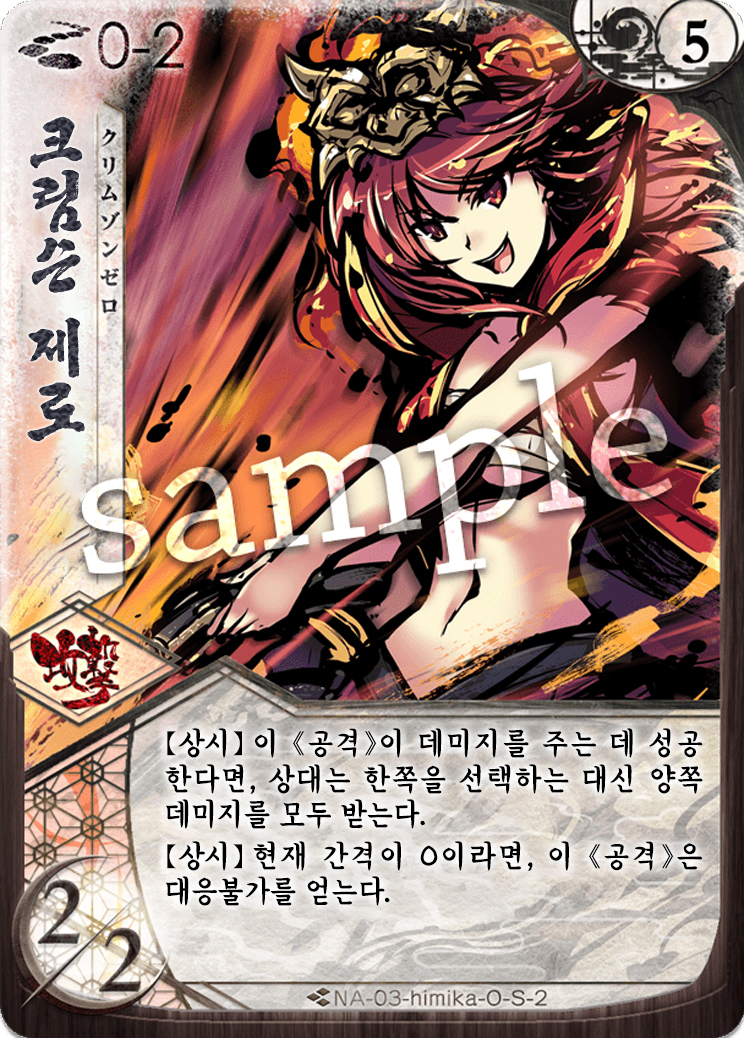 0-2
5
크림슨 제로
クリムゾンゼロ
sample
攻撃
【상시】이 《공격》이 데미지를 주는 데 성공
한다면, 상대는 한쪽을 선택하는 대신 양쪽
데미지를 모두 받는다.
【상시】현재 간격이 0이라면, 이 《공격》은
대응불가를 얻는다.
2/2
NA-03-himika-O-S-2